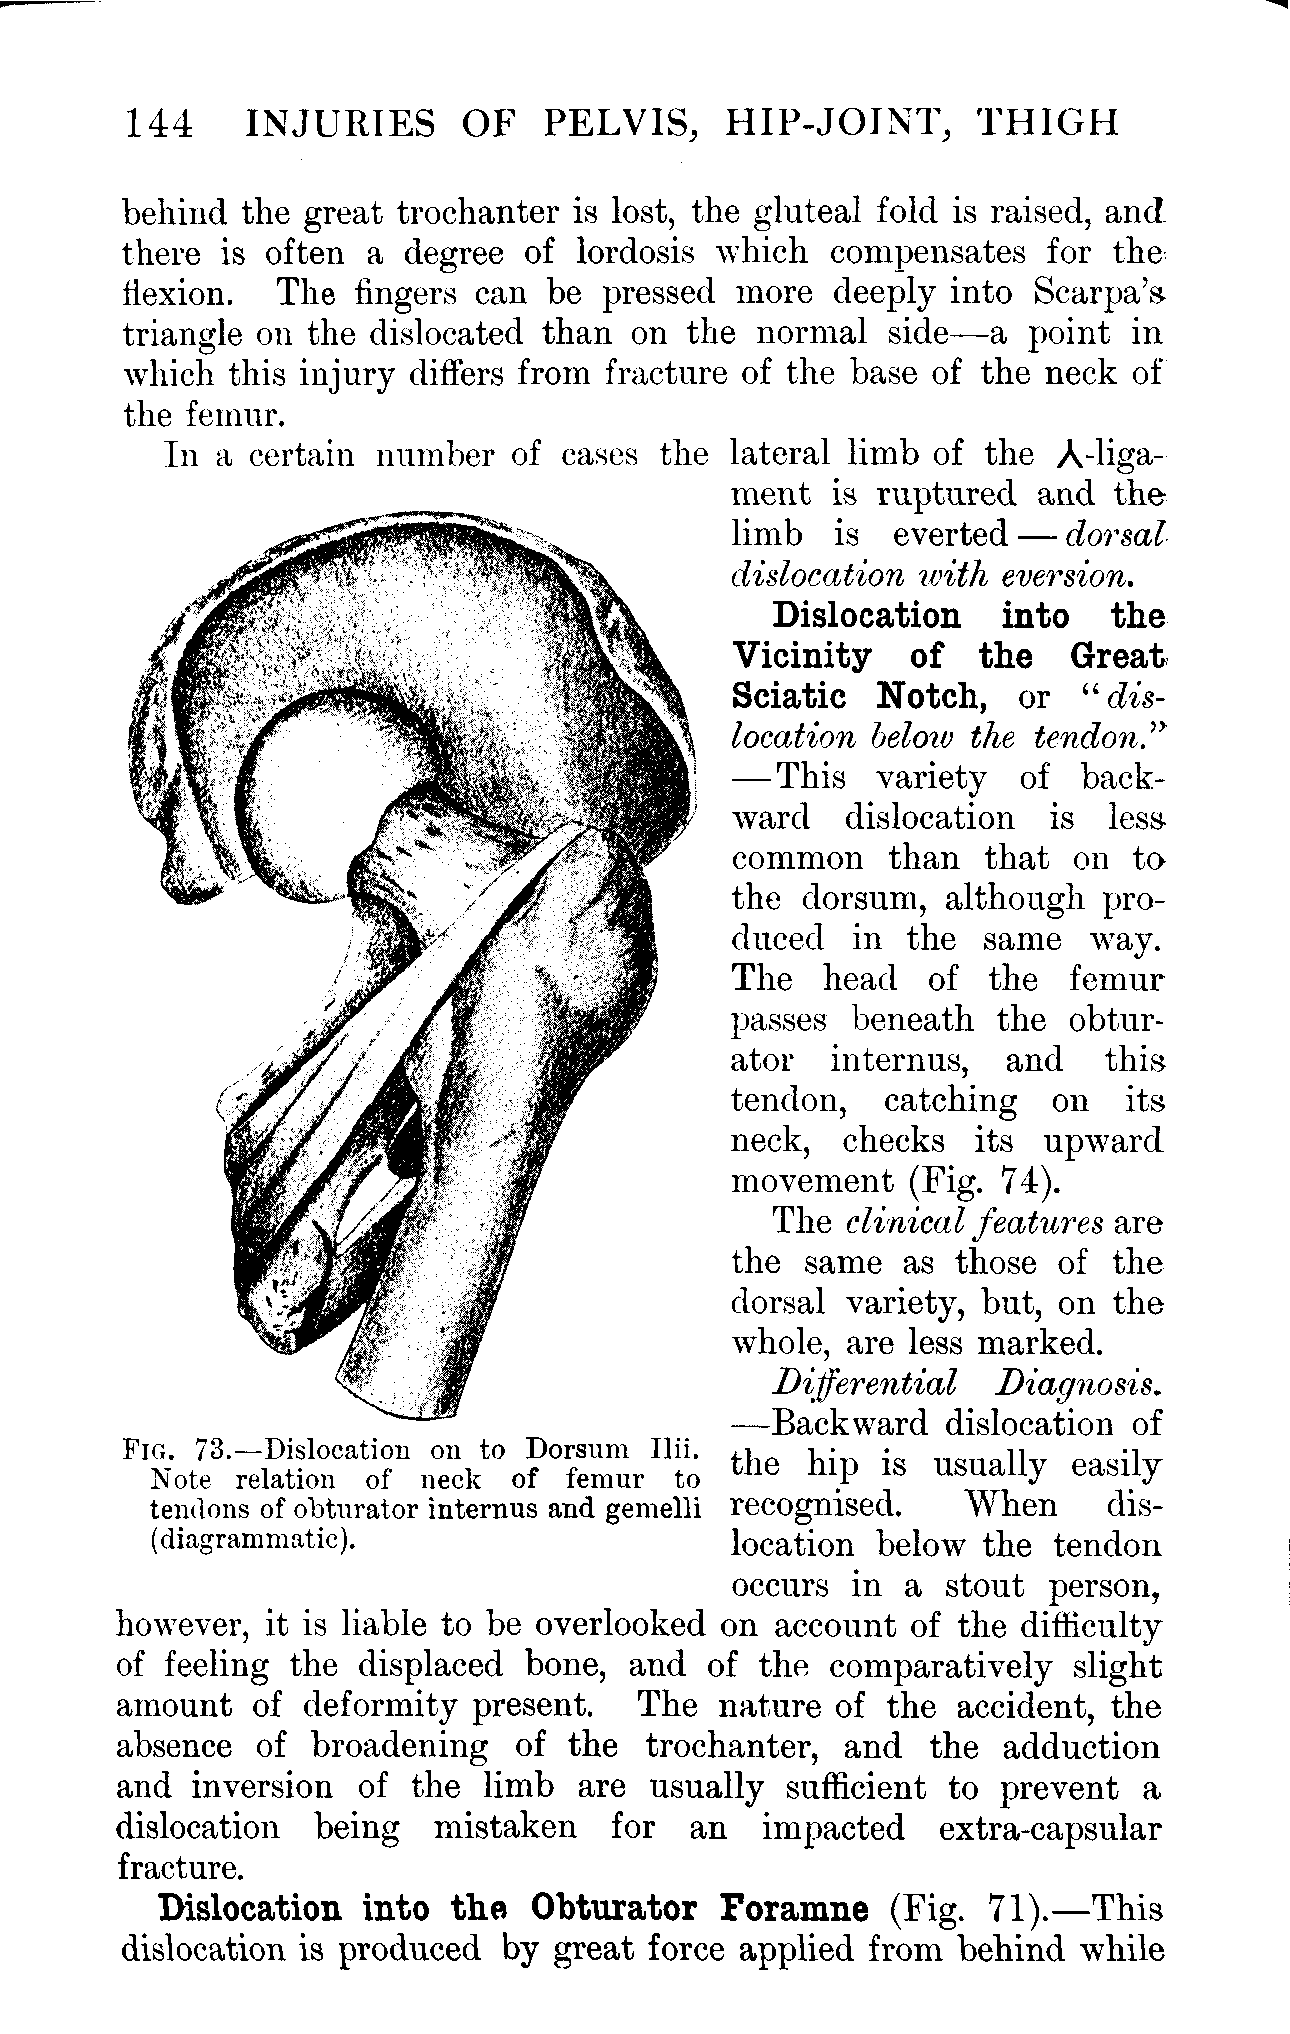 144 INJURIES OF PELVIS, HIP-JOINT, THIGH
behind the great trochanter is lost, the gluteal fold is raised, and
there is often a degree of lordosis which compensates for the
flexion. The fingers can be pressed more deeply into Scarpa's
triangle on the dislocated than on the normal side—a point in
which this injury differs from fracture of the base of the neck of
the femur.
In a certain number of cases the lateral limb of the Y-liga-
ment is ruptured and the
limb is everted—dorsal
dislocation with eversion.
Dislocation into the
Vicinity of the Great
Sciatic Notch, or "dis-
location below the tendon."
—This variety of back-
ward dislocation is less
common than that on to
the dorsum, although pro-
duced in the same way.
The head of the femur
passes beneath the obtur-
ator internus, and this
tendon, catching on its
neck, checks its upward
movement (Fig. 74).
The clinical features are
the same as those of the
dorsal variety, but, on the
whole, are less marked.
Differential Diagnosis.
—Backward dislocation of
the hip is usually easily
recognised. When dis-
location below the tendon
occurs in a stout person,
FIG. 73.—Dislocation on to Dorsum Ilii.
Note relation of neck of femur to
tendons of obturator internus and gemelli
(diagrammatic).
however, it is liable to be overlooked on account of the difficulty
of feeling the displaced bone, and of the comparatively slight
amount of deformity present. The nature of the accident, the
absence of broadening of the trochanter, and the adduction
and inversion of the limb are usually sufficient to prevent a
dislocation being mistaken for an impacted extra-capsular
fracture.
Dislocation into the Obturator Foramne (Fig. 71).—This
dislocation is produced by great force applied from behind while